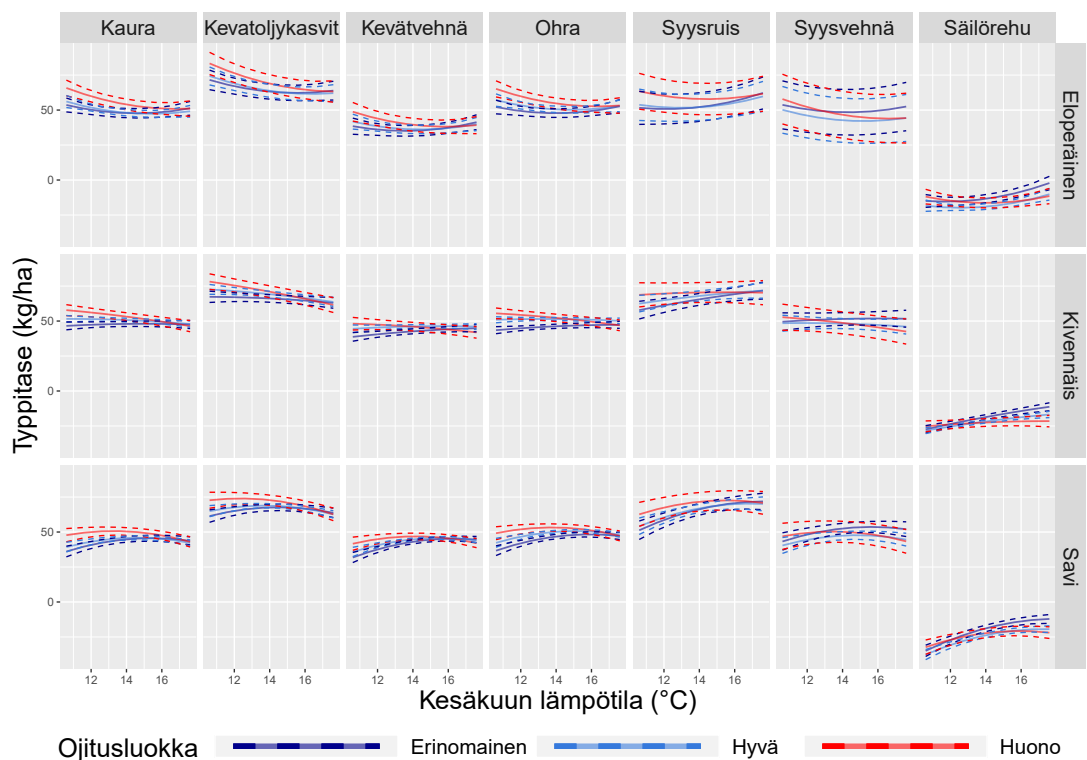 Kaura Kevatoljykasvit Kevätvehnä Ohra Syysruis Syysvehnä Säilörehu
50
0
Eloperäinen
50
0
Kivennäis
50
0
Savi
Typpitase (kg/ha)
12 14 16 12 14 16 12 14 16 12 14 16 12 14 16 12 14 16 12 14 16
Kesäkuun lämpötila (°C)
Ojitusluokka Erinomainen Hyvä Huono